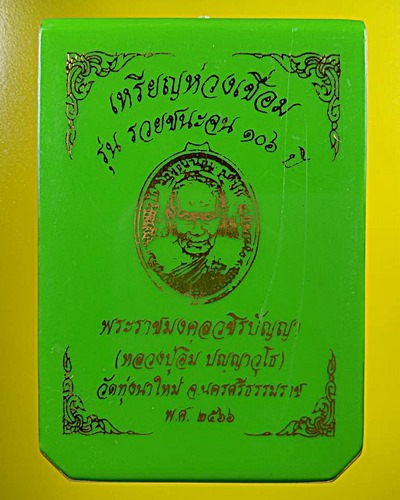 เหรียญห่วงเชื่อม
รุ่น รวยชนะจน ๑๐๖ ปี
พระราชมงคลวชิรปัญญา
(หลวงปู่อิ่ม ปญฺญาวุโธ)
วัดทุ่งนาใหม่ จ.นครศรีธรรมราช
พ.ศ. ๒๕๖๖